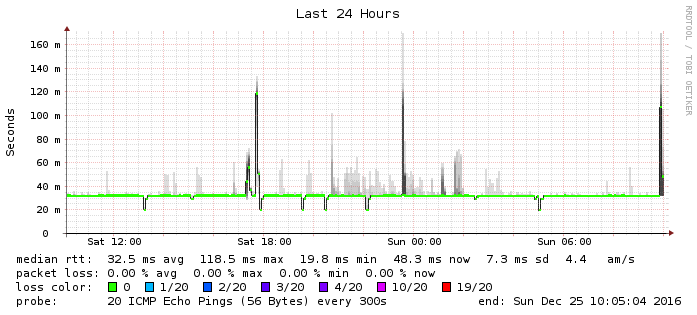 Last 24 Hours
RRDTOOL / TOBI OETIKER
Seconds
160 m
140 m
120 m
100 m
80 m
60 m
40 m
20 m
0
Sat 12:00 Sat 18:00 Sun 00:00 Sun 06:00
median rtt: 32.5 ms avg 118.5 ms max 19.8 ms min 48.3 ms now 7.3 ms sd 4.4 am/s
packet loss: 0.00 % avg 0.00 % max 0.00 % min 0.00 % now
loss color: 0 1/20 2/20 3/20 4/20 10/20 19/20
probe: 20 ICMP Echo Pings (56 Bytes) every 300s end: Sun Dec 25 10:05:04 2016